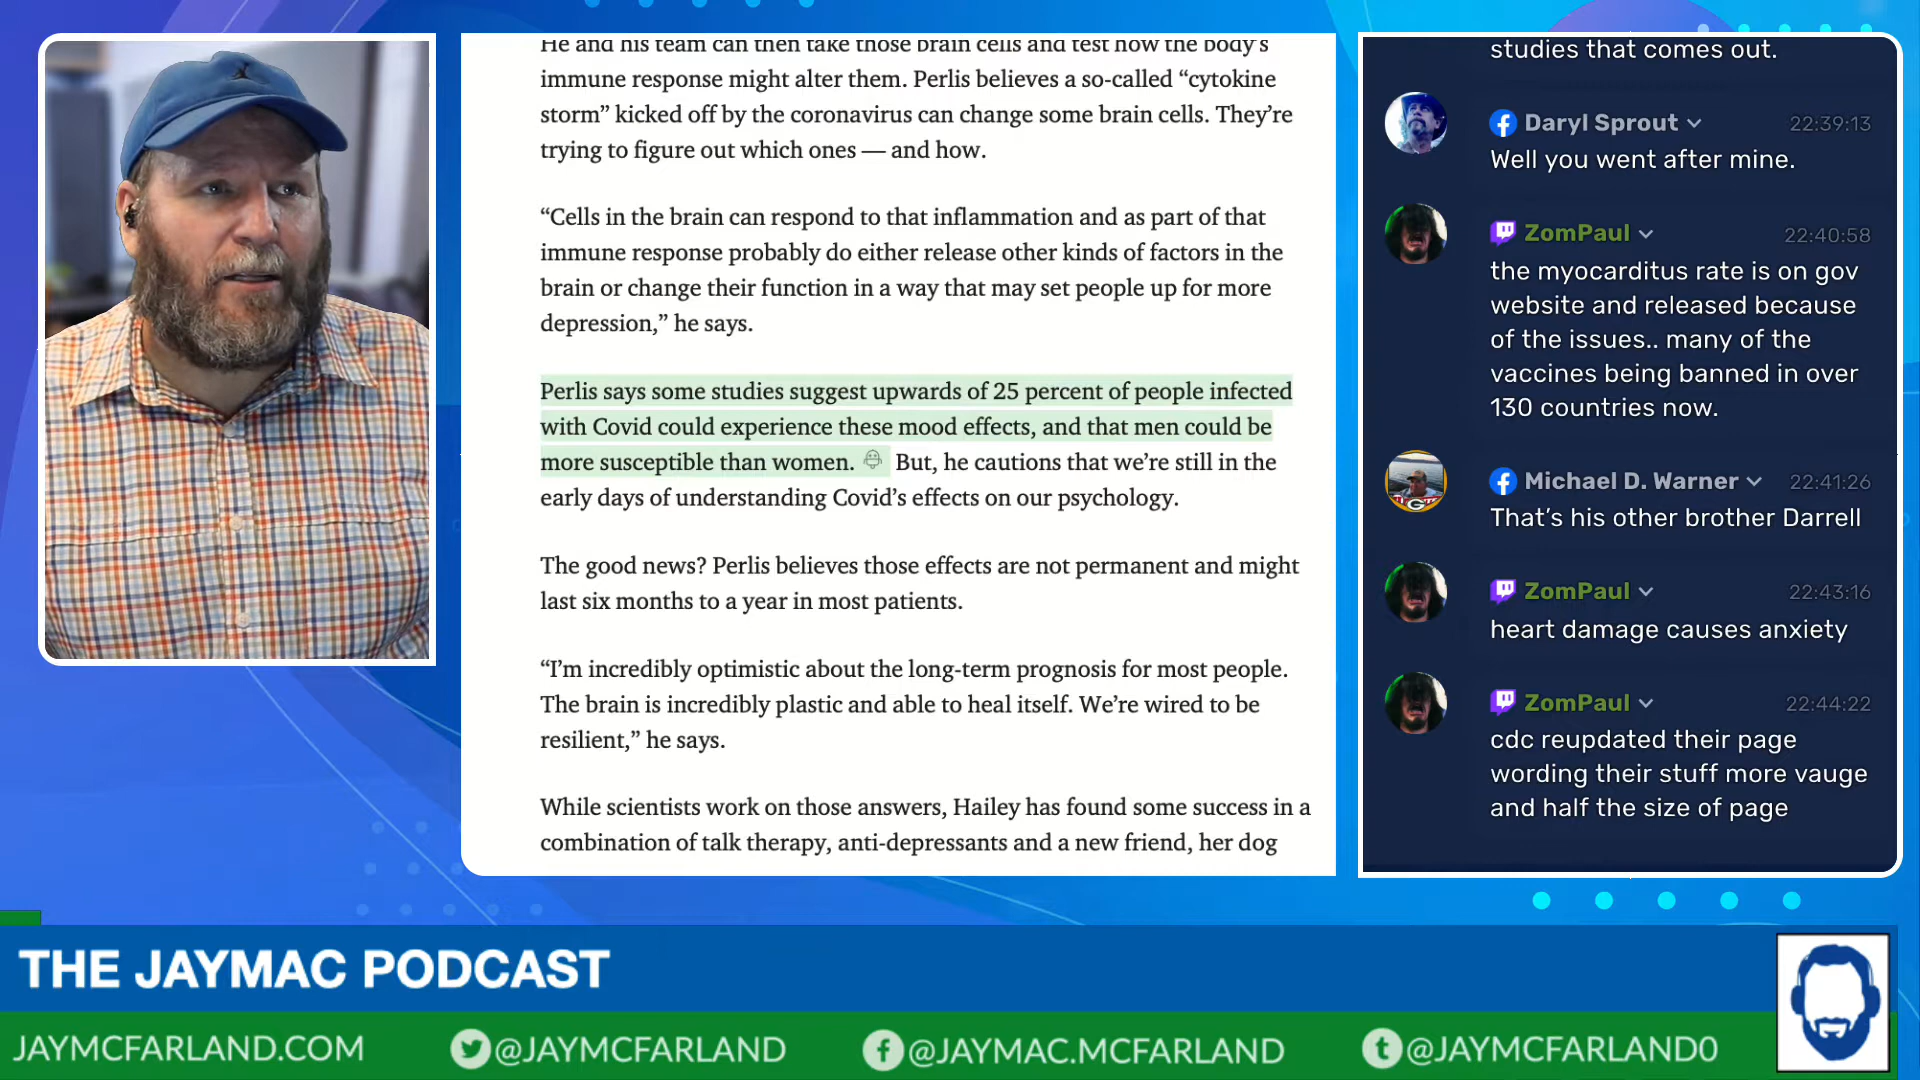 He and his team can then take those brain cells and test how the body’s
immune response might alter them. Perlis believes a so-called “cytokine
storm” kicked off by the coronavirus can change some brain cells. They’re
trying to figure out which ones — and how.
“Cells in the brain can respond to that inflammation and as part of that
immune response probably do either release other kinds of factors in the
brain or change their function in a way that may set people up for more
depression,” he says.
Perlis says some studies suggest upwards of 25 percent of people infected
with Covid could experience these mood effects, and that men could be
more susceptible than women. But, he cautions that we’re still in the
early days of understanding Covid’s effects on our psychology.
The good news? Perlis believes those effects are not permanent and might
last six months to a year in most patients.
“I’m incredibly optimistic about the long-term prognosis for most people.
The brain is incredibly plastic and able to heal itself. We’re wired to be
resilient,” he says.
While scientists work on those answers, Hailey has found some success in a
combination of talk therapy, anti-depressants and a new friend, her dog
studies that comes out.
Daryl Sprout 22:39:13
Well you went after mine.
ZomPaul 22:40:58
the myocarditus rate is on gov
website and released because
of the issues.. many of the
vaccines being banned in over
130 countries now.
Michael D. Warner 22:41:26
That’s his other brother Darrell
ZomPaul 22:43:16
heart damage causes anxiety
ZomPaul 22:44:22
cdc reupdated their page
wording their stuff more vauge
and half the size of page
THE JAYMAC PODCAST
JAYMCFARLAND.COM @JAYMCFARLAND @JAYMAC.MCFARLAND @JAYMCFARLAND0